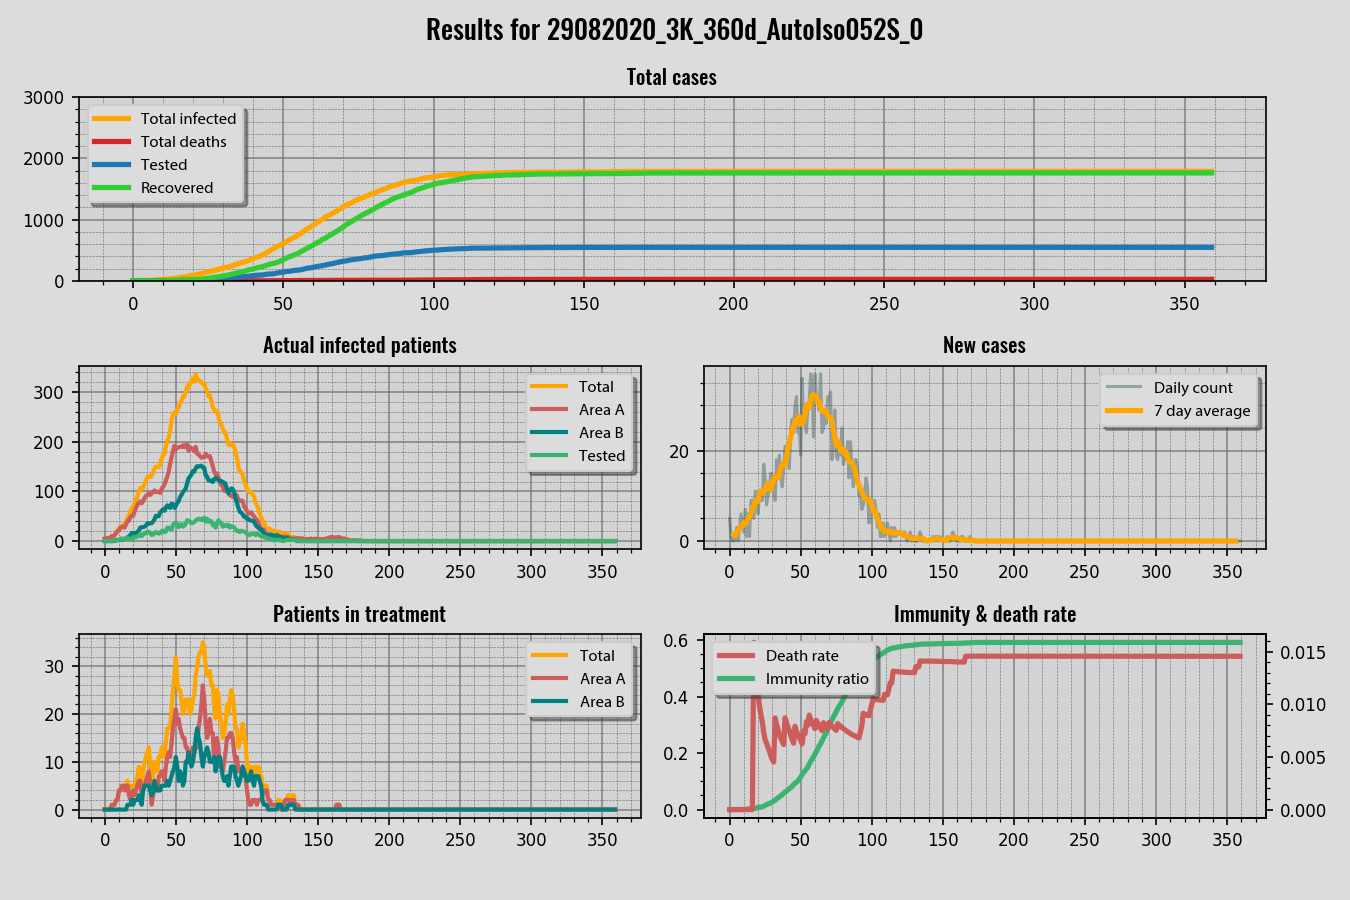 Results for 29082020_3K_360d_AutoIso052S_0
Total cases
3000
2000
1000
0
Total infected
Total deaths
Tested
Recovered
0 50 100 150 200 250 300 350
Actual infected patients
300
200
100
0
Total
Area A
Area B
Tested
0 50 100 150 200 250 300 350
New cases
20
0
Daily count
7 day average
0 50 100 150 200 250 300 350
Patients in treatment
30
20
10
0
Total
Area A
Area B
0 50 100 150 200 250 300 350
Immunity & death rate
0.6
0.4
0.2
0.0
Death rate
Immunity ratio
0.015
0.010
0.005
0.000
0 50 100 150 200 250 300 350